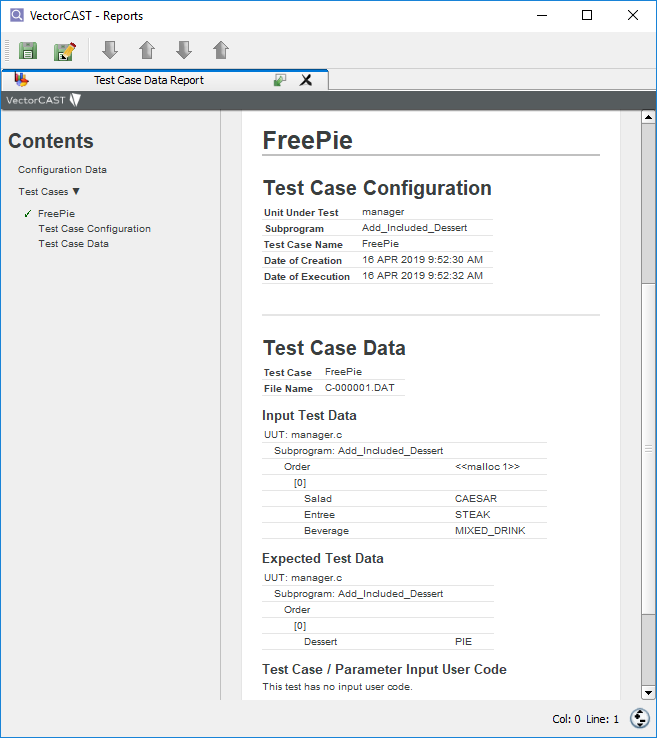 VectorCAST - Reports
Test Case Data Report
VectorCAST
Contents
Configuration Data
Test Cases ▼
✓ FreePie
Test Case Configuration
Test Case Data
FreePie
Test Case Configuration
Unit Under Test manager
Subprogram Add_Included_Dessert
Test Case Name FreePie
Date of Creation 16 APR 2019 9:52:30 AM
Date of Execution 16 APR 2019 9:52:32 AM
Test Case Data
Test Case FreePie
File Name C-000001.DAT
Input Test Data
UUT: manager.c
Subprogram: Add_Included_Dessert
Order <<malloc 1>>
[0]
Salad CAESAR
Entree STEAK
Beverage MIXED_DRINK
Expected Test Data
UUT: manager.c
Subprogram: Add_Included_Dessert
Order
[0]
Dessert PIE
Test Case / Parameter Input User Code
This test has no input user code.
Col: 0 Line: 1